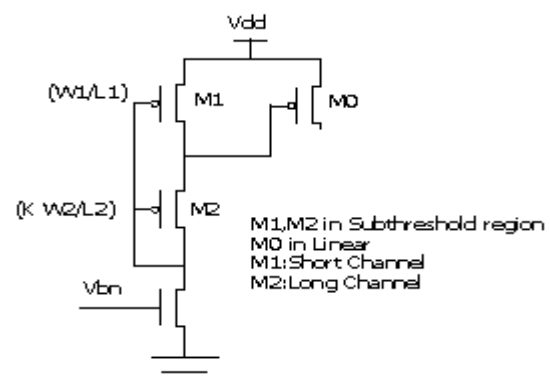 Vdd
(W1/L1)
M1
M0
(K W2/L2)
M2
M1,M2 in Subthreshold region
M0 in Linear
M1:Short Channel
M2:Long Channel
Vbn